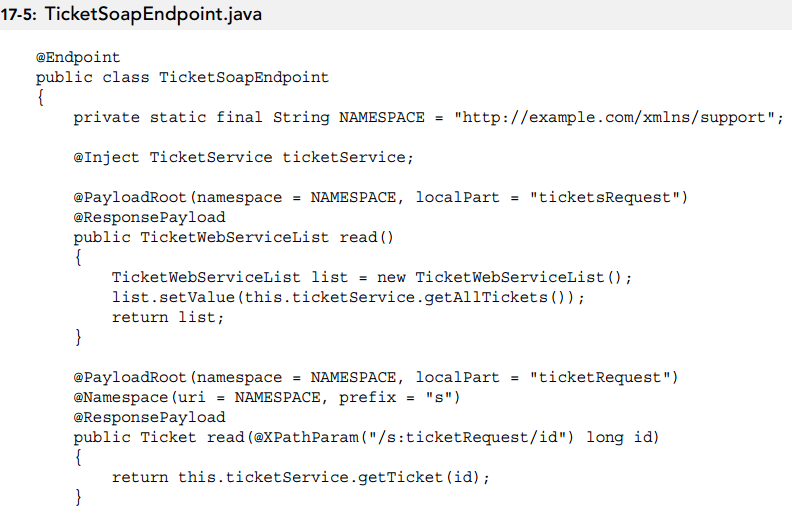 17-5: TicketSoapEndpoint.java
@Endpoint
public class TicketSoapEndpoint
{
    private static final String NAMESPACE = "http://example.com/xmlns/support";
    @Inject TicketService ticketService;
    @PayloadRoot(namespace = NAMESPACE, localPart = "ticketsRequest")
    @ResponsePayload
    public TicketWebServiceList read()
    {
        TicketWebServiceList list = new TicketWebServiceList();
        list.setValue(this.ticketService.getAllTickets());
        return list;
    }
    @PayloadRoot(namespace = NAMESPACE, localPart = "ticketRequest")
    @Namespace(uri = NAMESPACE, prefix = "s")
    @ResponsePayload
    public Ticket read(@XPathParam("/s:ticketRequest/id") long id)
    {
        return this.ticketService.getTicket(id);
    }